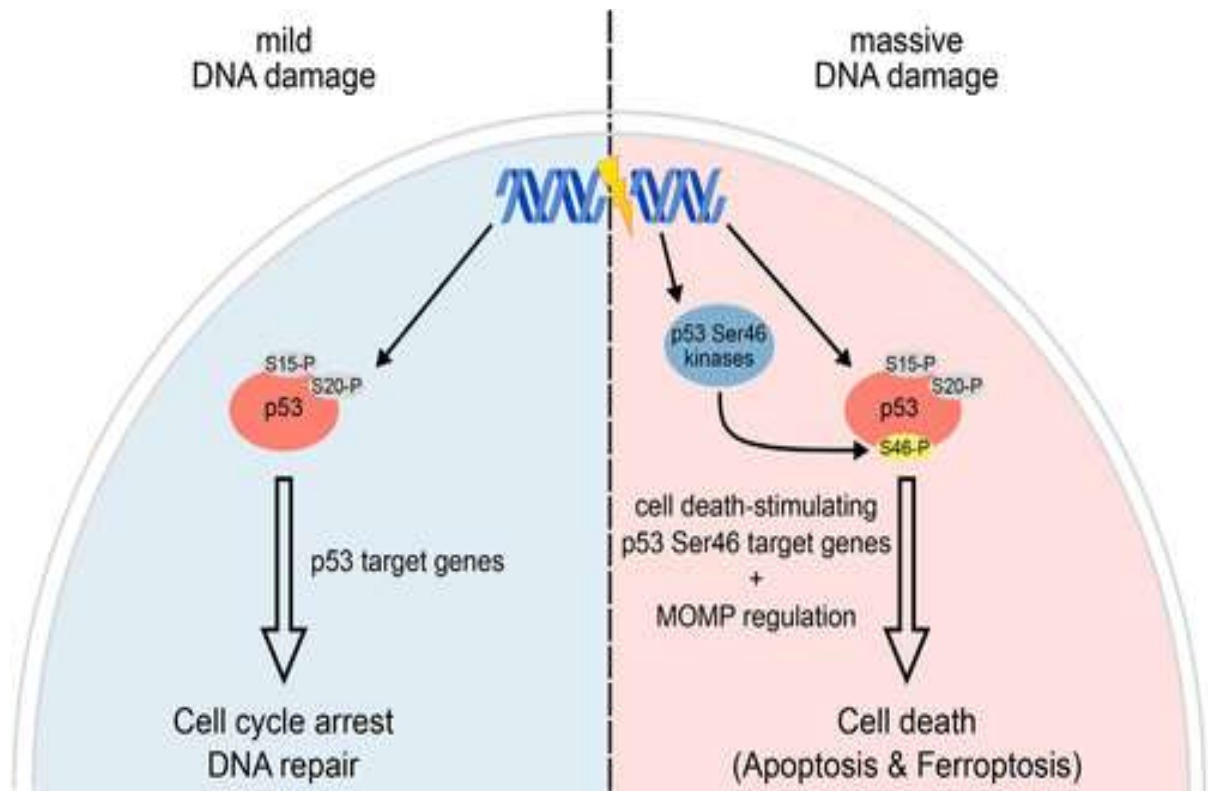 mild
DNA damage
massive
DNA damage
S15-P
S20-P
p53
p53 Ser46
kinases
S15-P
S20-P
p53
S46-P
p53 target genes
cell death-stimulating
p53 Ser46 target genes
+
MOMP regulation
Cell cycle arrest
DNA repair
Cell death
(Apoptosis & Ferroptosis)